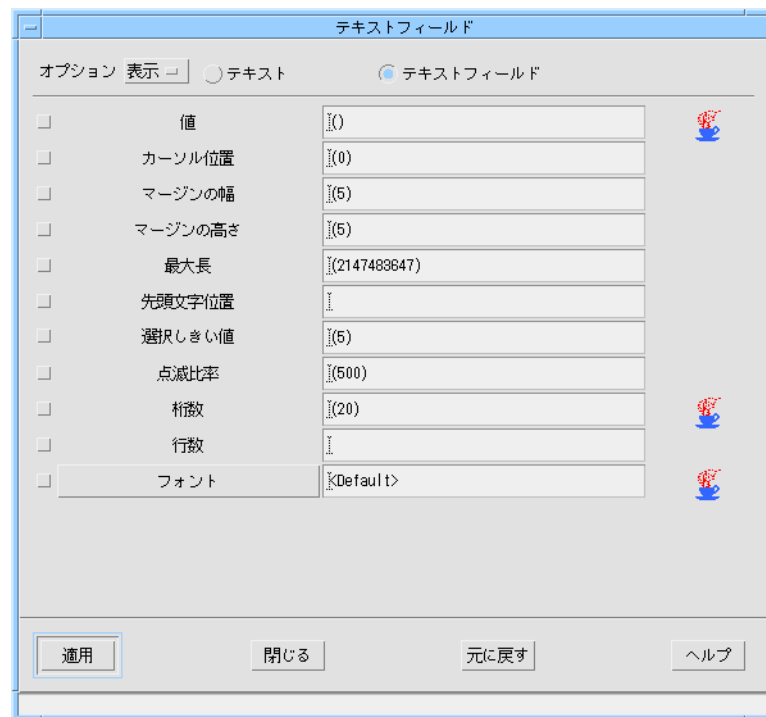 テキストフィールド
オプション 表示 テキスト テキストフィールド
値 ()
カーソル位置 (0)
マージンの幅 (5)
マージンの高さ (5)
最大長 (2147483647)
先頭文字位置
選択しきい値 (5)
点滅比率 (500)
桁数 (20)
行数
フォント <Default>
適用 閉じる 元に戻す ヘルプ